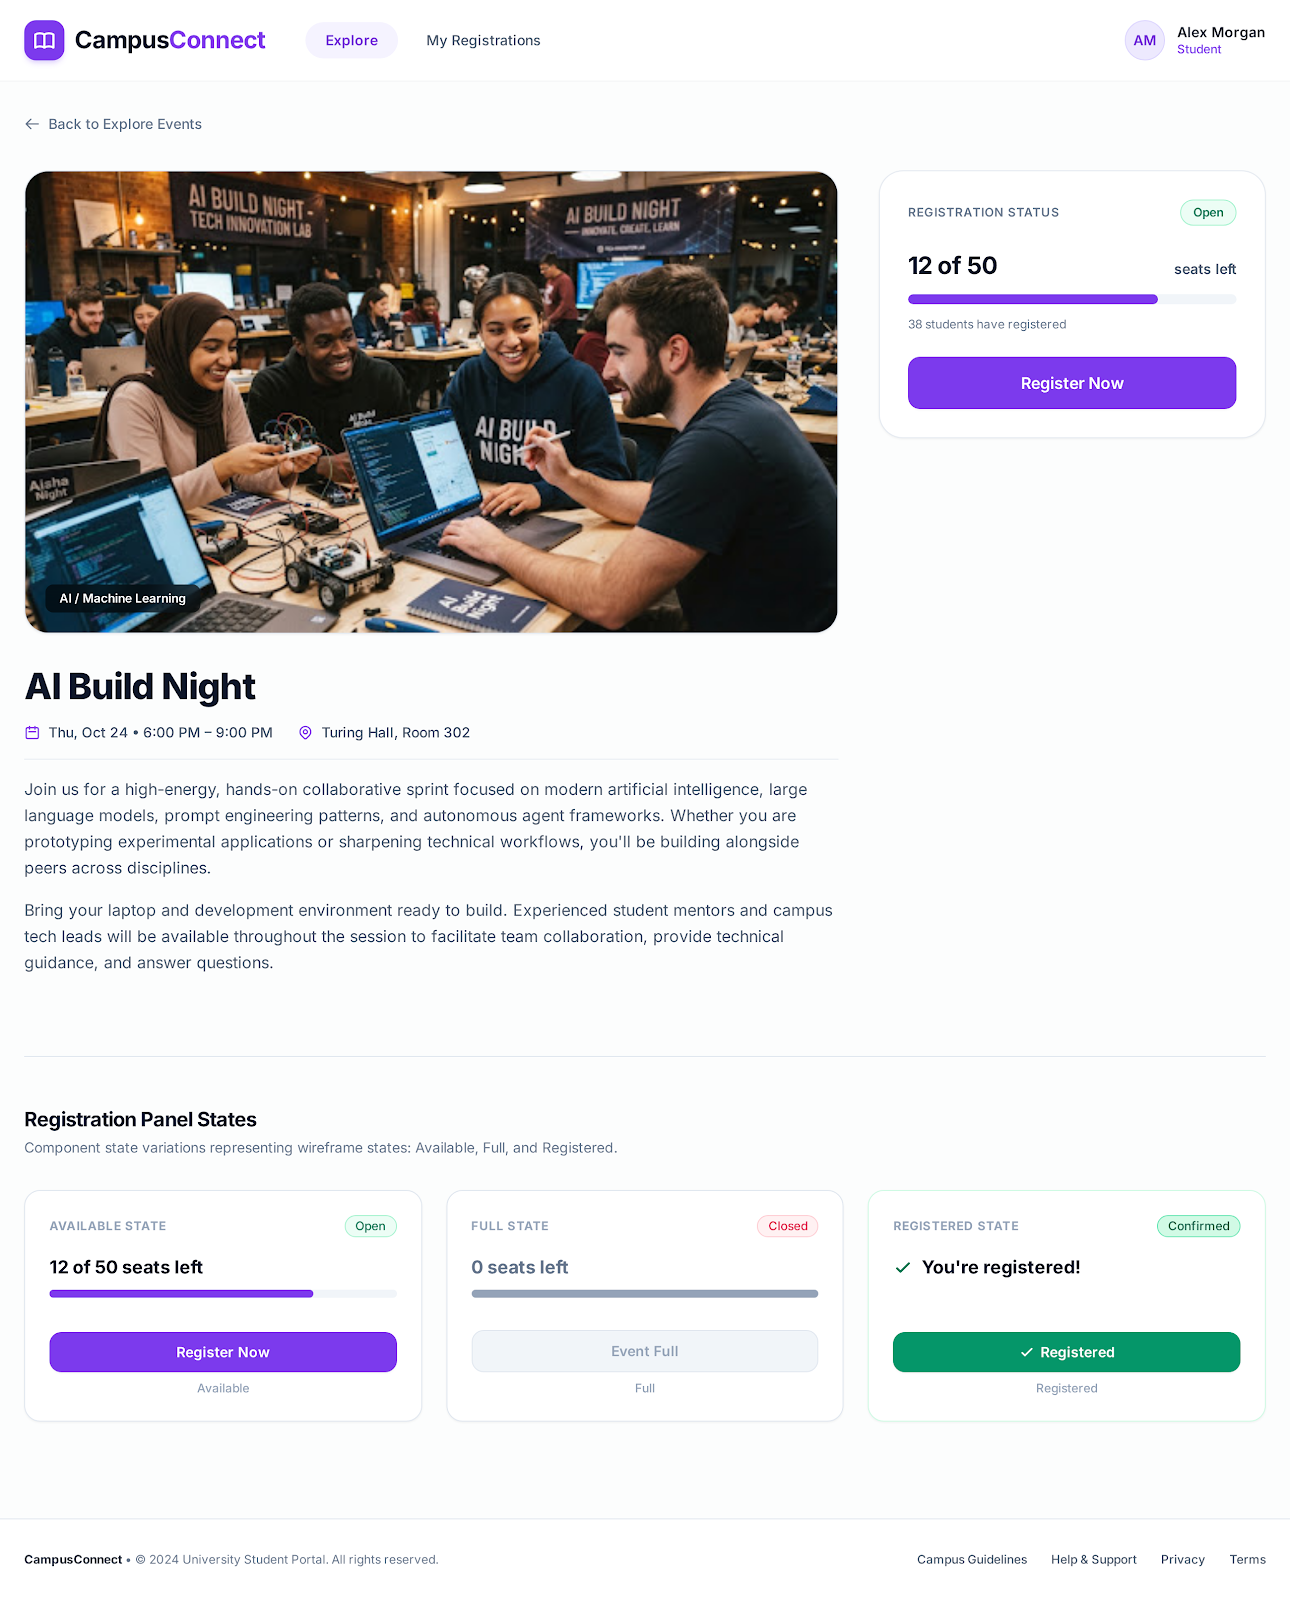 CampusConnect
Explore
My Registrations
AM
Alex Morgan
Student
Back to Explore Events
AI BUILD NIGHT
TECH INNOVATION LAB
AI BUILD NIGHT
INNOVATE, CREATE, LEARN
AI BUILD
NIGH
Aisha
Night
AI
Build
Night
AI / Machine Learning
REGISTRATION STATUS
Open
12 of 50
seats left
38 students have registered
Register Now
AI Build Night
Thu, Oct 24 • 6:00 PM – 9:00 PM
Turing Hall, Room 302
Join us for a high-energy, hands-on collaborative sprint focused on modern artificial intelligence, large
language models, prompt engineering patterns, and autonomous agent frameworks. Whether you are
prototyping experimental applications or sharpening technical workflows, you'll be building alongside
peers across disciplines.
Bring your laptop and development environment ready to build. Experienced student mentors and campus
tech leads will be available throughout the session to facilitate team collaboration, provide technical
guidance, and answer questions.
Registration Panel States
Component state variations representing wireframe states: Available, Full, and Registered.
AVAILABLE STATE
Open
12 of 50 seats left
Register Now
Available
FULL STATE
Closed
0 seats left
Event Full
Full
REGISTERED STATE
Confirmed
You're registered!
Registered
Registered
CampusConnect • © 2024 University Student Portal. All rights reserved.
Campus Guidelines
Help & Support
Privacy
Terms